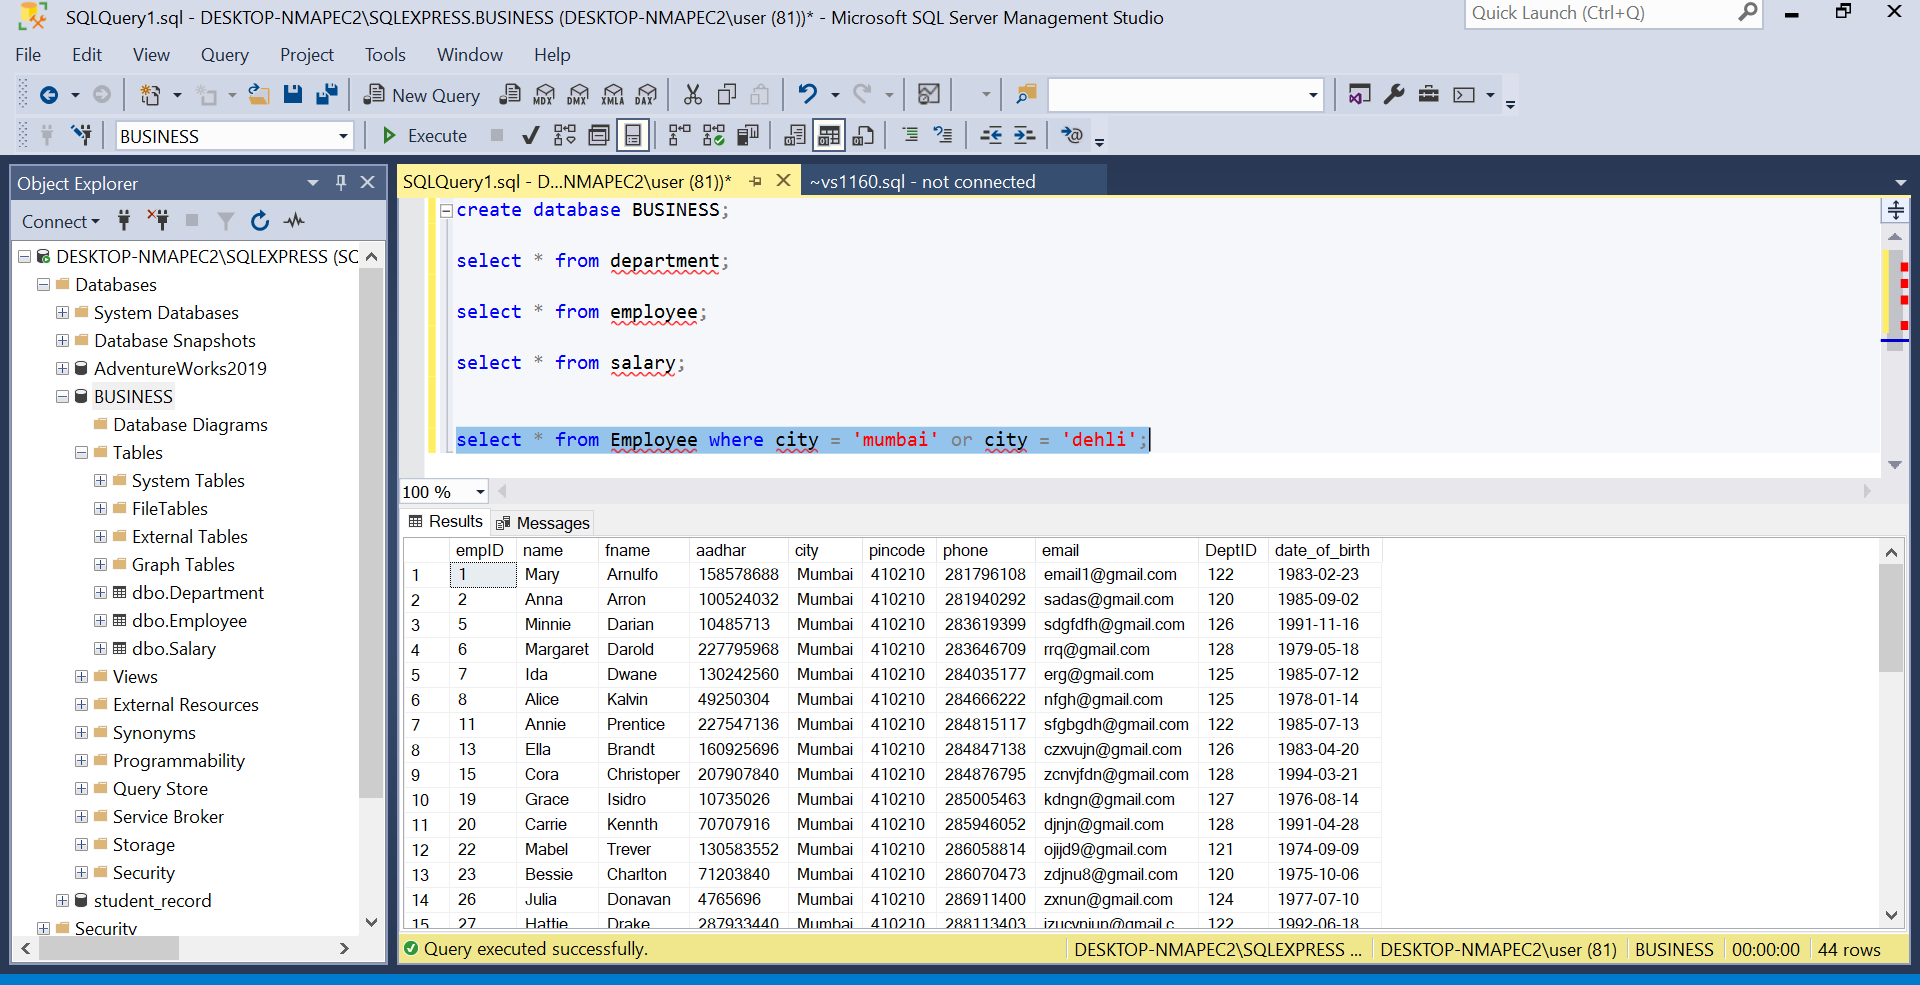 SQLQuery1.sql - DESKTOP-NMAPEC2\SQLEXPRESS.BUSINESS (DESKTOP-NMAPEC2\user (81))* - Microsoft SQL Server Management Studio
Quick Launch (Ctrl+Q)
File Edit View Query Project Tools Window Help
New Query MDX DMX XMLA DAX
BUSINESS Execute
Object Explorer
Connect
DESKTOP-NMAPEC2\SQLEXPRESS (SC
Databases
System Databases
Database Snapshots
AdventureWorks2019
BUSINESS
Database Diagrams
Tables
System Tables
FileTables
External Tables
Graph Tables
dbo.Department
dbo.Employee
dbo.Salary
Views
External Resources
Synonyms
Programmability
Query Store
Service Broker
Storage
Security
student_record
Security
SQLQuery1.sql - D...NMAPEC2\user (81))* ~vs1160.sql - not connected
create database BUSINESS;
select * from department;
select * from employee;
select * from salary;
select * from Employee where city = 'mumbai' or city = 'dehli';
100 %
Results Messages
empID name fname aadhar city pincode phone email DeptID date_of_birth
1 1 Mary Arnulfo 158578688 Mumbai 410210 281796108 email1@gmail.com 122 1983-02-23
2 2 Anna Arron 100524032 Mumbai 410210 281940292 sadas@gmail.com 120 1985-09-02
3 5 Minnie Darian 10485713 Mumbai 410210 283619399 sdgfdfh@gmail.com 126 1991-11-16
4 6 Margaret Darold 227795968 Mumbai 410210 283646709 rrq@gmail.com 128 1979-05-18
5 7 Ida Dwane 130242560 Mumbai 410210 284035177 erg@gmail.com 125 1985-07-12
6 8 Alice Kalvin 49250304 Mumbai 410210 284666222 nfgh@gmail.com 125 1978-01-14
7 11 Annie Prentice 227547136 Mumbai 410210 284815117 sfgbgdh@gmail.com 122 1985-07-13
8 13 Ella Brandt 160925696 Mumbai 410210 284847138 czxvujn@gmail.com 126 1983-04-20
9 15 Cora Christoper 207907840 Mumbai 410210 284876795 zcnvjfdn@gmail.com 128 1994-03-21
10 19 Grace Isidro 10735026 Mumbai 410210 285005463 kdngn@gmail.com 127 1976-08-14
11 20 Carrie Kennth 70707916 Mumbai 410210 285946052 djnjn@gmail.com 128 1991-04-28
12 22 Mabel Trever 130583552 Mumbai 410210 286058814 ojijd9@gmail.com 121 1974-09-09
13 23 Bessie Charlton 71203840 Mumbai 410210 286070473 zdjnu8@gmail.com 120 1975-10-06
14 26 Julia Donavan 4765696 Mumbai 410210 286911400 zxnun@gmail.com 124 1977-07-10
15 27 Hattie Drake 287933440 Mumbai 410210 288113403 122 1992-06-18
Query executed successfully. DESKTOP-NMAPEC2\SQLEXPRESS ... DESKTOP-NMAPEC2\user (81) BUSINESS 00:00:00 44 rows